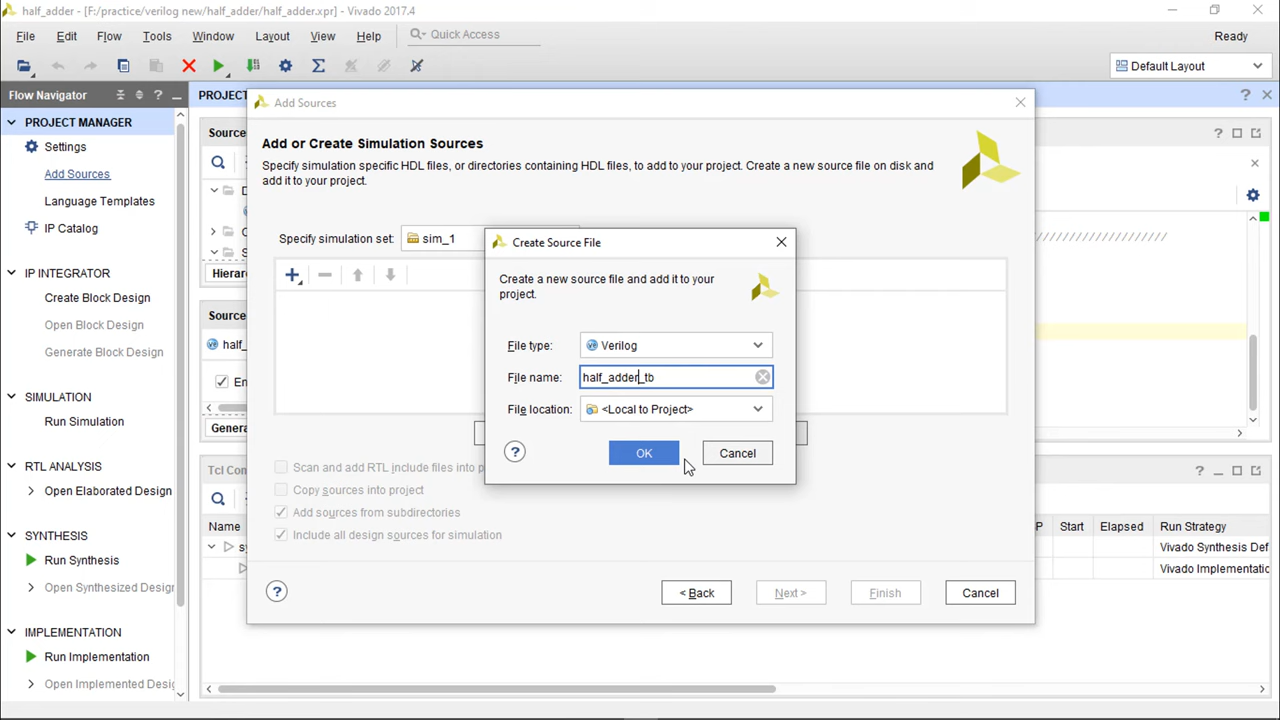 half_adder - [F:/practice/verilog new/half_adder/half_adder.xpr] - Vivado 2017.4
File Edit Flow Tools Window Layout View Help Quick Access Ready
Default Layout
Flow Navigator
PROJECT
PROJECT MANAGER
Settings
Add Sources
Language Templates
IP Catalog
IP INTEGRATOR
Create Block Design
Open Block Design
Generate Block Design
SIMULATION
Run Simulation
RTL ANALYSIS
Open Elaborated Design
SYNTHESIS
Run Synthesis
Open Synthesized Design
IMPLEMENTATION
Run Implementation
Open Implemented Desig
Hierar
half_
En
Genera
Tcl Con
Name
Start Elapsed Run Strategy
Vivado Synthesis Def
Vivado Implementatic
//////////////////////
Add Sources
Add or Create Simulation Sources
Specify simulation specific HDL files, or directories containing HDL files, to add to your project. Create a new source file on disk and
add it to your project.
Specify simulation set: sim_1
Scan and add RTL include files into p
Copy sources into project
Add sources from subdirectories
Include all design sources for simulation
< Back Next > Finish Cancel
Create Source File
Create a new source file and add it to your
project.
File type: Verilog
File name: half_adder_tb
File location: <Local to Project>
OK Cancel